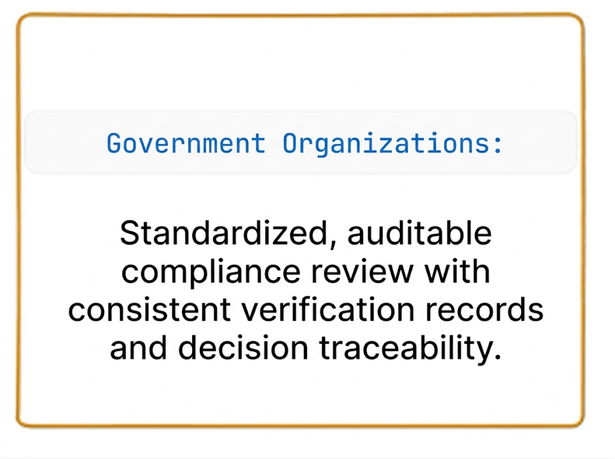 Government Organizations:
Standardized, auditable
compliance review with
consistent verification records
and decision traceability.